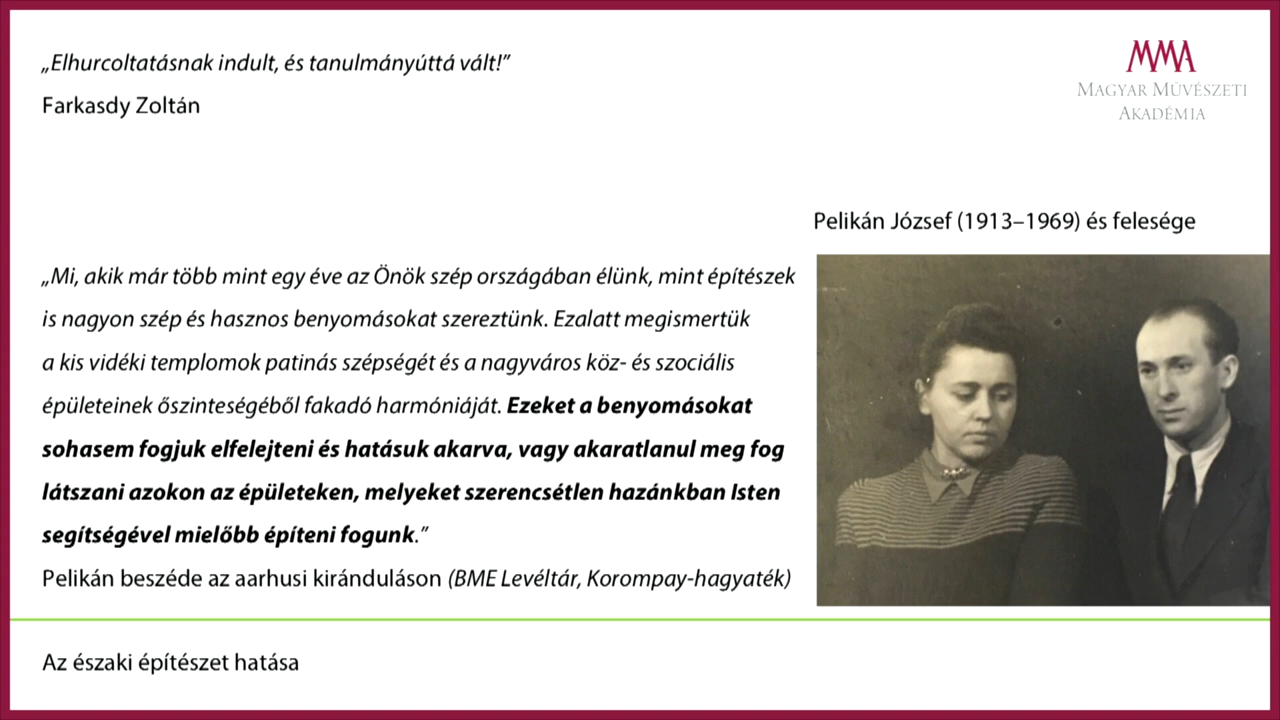 „Elhurcoltatásnak indult, és tanulmányúttá vált!”
Farkasdy Zoltán
MMA
MAGYAR MŰVÉSZETI
AKADÉMIA
Pelikán József (1913–1969) és felesége
„Mi, akik már több mint egy éve az Önök szép országában élünk, mint építészek
is nagyon szép és hasznos benyomásokat szereztünk. Ezalatt megismertük
a kis vidéki templomok patinás szépségét és a nagyváros köz- és szociális
épületeinek őszinteségéből fakadó harmóniáját. Ezeket a benyomásokat
sohasem fogjuk elfelejteni és hatásuk akarva, vagy akaratlanul meg fog
látszani azokon az épületeken, melyeket szerencsétlen hazánkban Isten
segítségével mielőbb építeni fogunk.”
Pelikán beszéde az aarhusi kiránduláson (BME Levéltár, Korompay-hagyaték)
Az északi építészet hatása